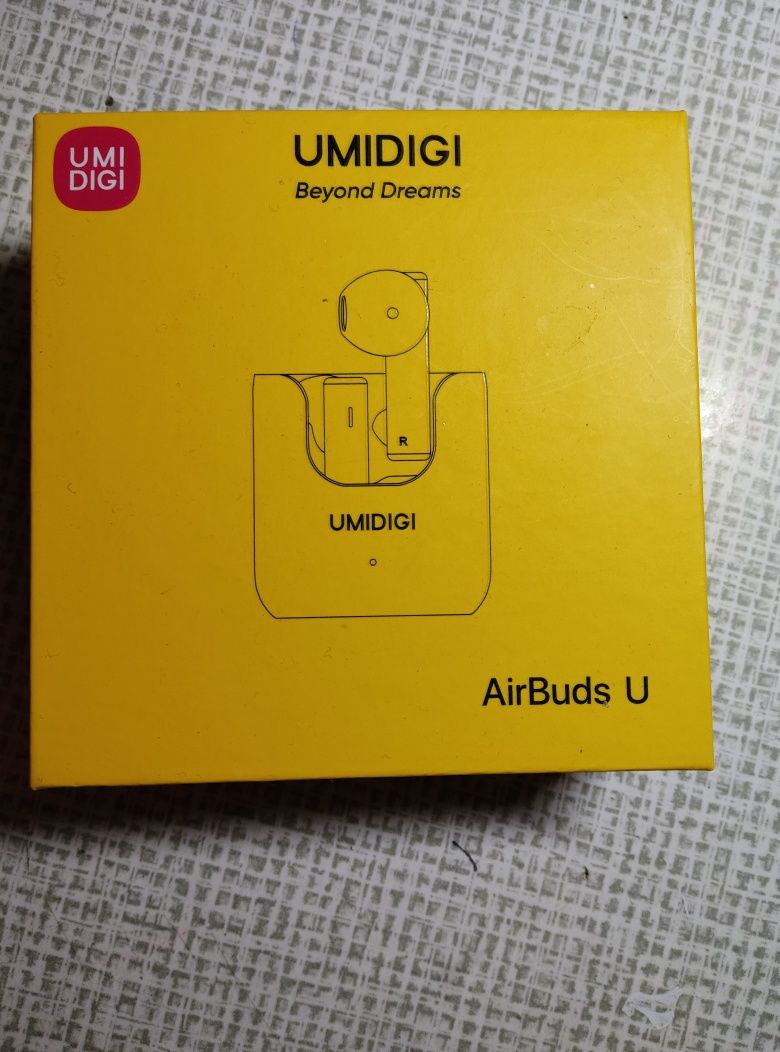 UMI
DIGI
UMIDIGI
Beyond Dreams
R
UMIDIGI
AirBuds U